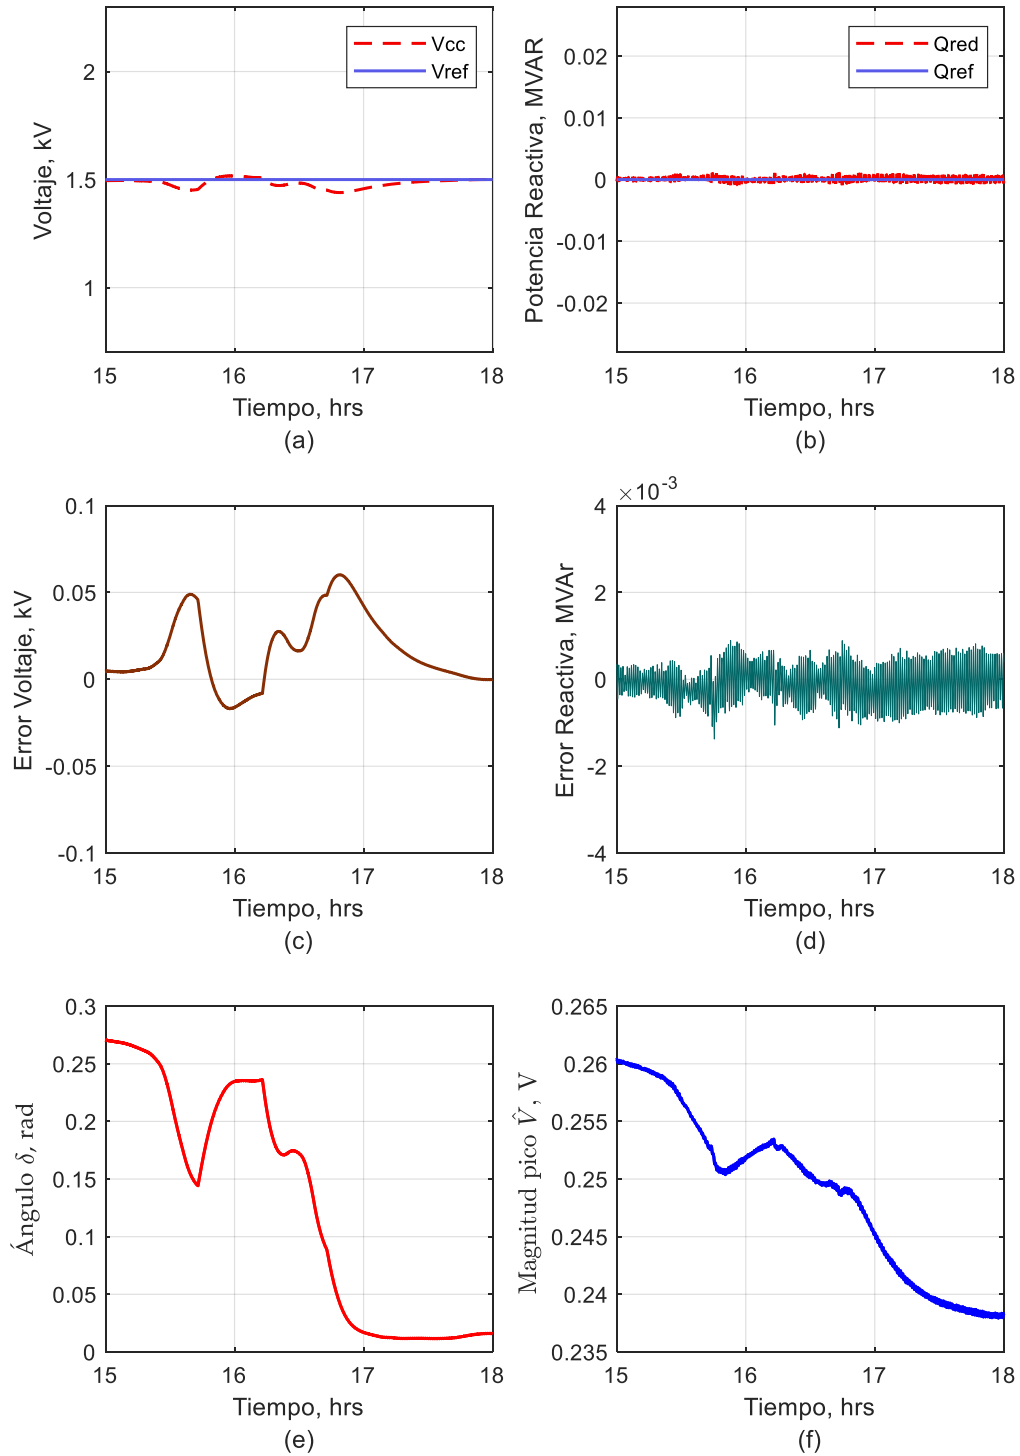 Vcc
Vref
2
1.5
1
Voltaje, kV
15 16 17 18
Tiempo, hrs
(a)
Qred
Qref
0.02
0.01
0
-0.01
-0.02
Potencia Reactiva, MVAR
15 16 17 18
Tiempo, hrs
(b)
0.1
0.05
0
-0.05
-0.1
Error Voltaje, kV
15 16 17 18
Tiempo, hrs
(c)
×10⁻³
4
2
0
-2
-4
Error Reactiva, MVAr
15 16 17 18
Tiempo, hrs
(d)
0.3
0.25
0.2
0.15
0.1
0.05
0
Ángulo δ, rad
15 16 17 18
Tiempo, hrs
(e)
0.265
0.26
0.255
0.25
0.245
0.24
0.235
Magnitud pico V̂, V
15 16 17 18
Tiempo, hrs
(f)